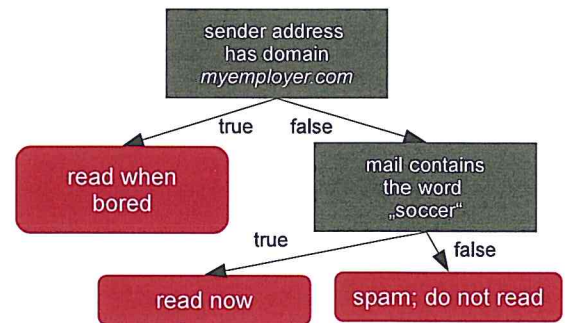 sender address
has domain
myemployer.com
true
false
read when
bored
mail contains
the word
„soccer“
true
false
read now
spam; do not read